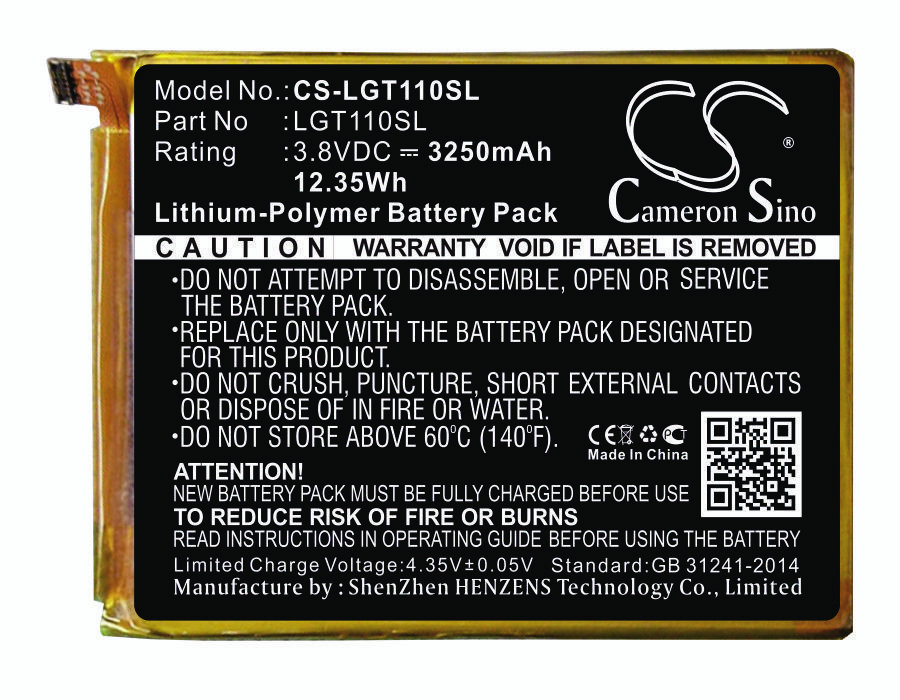 Model No.:CS-LGT110SL
Part No :LGT110SL
Rating :3.8VDC ⎓ 3250mAh
12.35Wh
Lithium-Polymer Battery Pack
CS
®
Cameron Sino
CAUTION WARRANTY VOID IF LABEL IS REMOVED
•DO NOT ATTEMPT TO DISASSEMBLE, OPEN OR SERVICE
THE BATTERY PACK.
•REPLACE ONLY WITH THE BATTERY PACK DESIGNATED
FOR THIS PRODUCT.
•DO NOT CRUSH, PUNCTURE, SHORT EXTERNAL CONTACTS
OR DISPOSE OF IN FIRE OR WATER.
•DO NOT STORE ABOVE 60°C (140°F).
CE PCT
Made In China
ATTENTION!
NEW BATTERY PACK MUST BE FULLY CHARGED BEFORE USE
TO REDUCE RISK OF FIRE OR BURNS
READ INSTRUCTIONS IN OPERATING GUIDE BEFORE USING THE BATTERY
Limited Charge Voltage:4.35V±0.05V Standard:GB 31241-2014
Manufacture by : ShenZhen HENZENS Technology Co., Limited